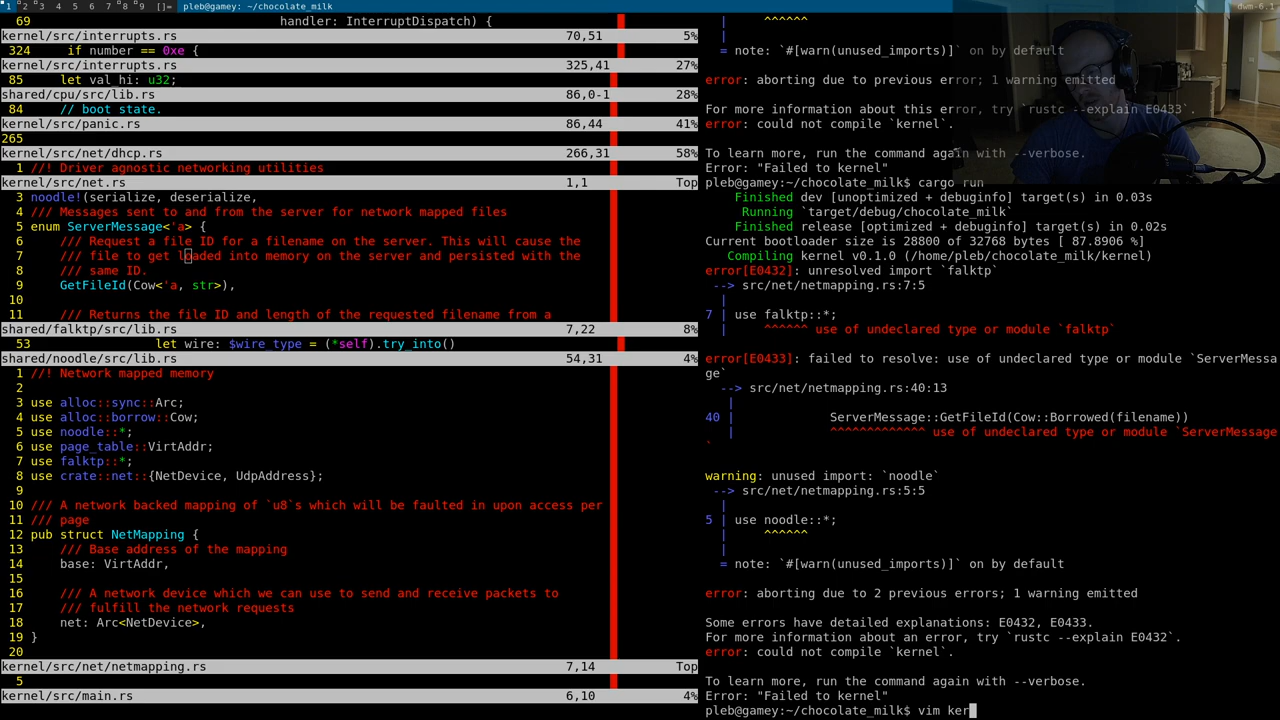 1 2 3 4 5 6 7 8 9 []= pleb@gamey: ~/chocolate_milk dwm-6.1
69 handler: InterruptDispatch) {
kernel/src/interrupts.rs 70,51 5%
324 if number == 0xe {
kernel/src/interrupts.rs 325,41 27%
85 let val_hi: u32;
shared/cpu/src/lib.rs 86,0-1 28%
84 // boot state.
kernel/src/panic.rs 86,44 41%
265
kernel/src/net/dhcp.rs 266,31 58%
1 //! Driver agnostic networking utilities
kernel/src/net.rs 1,1 Top
3 noodle!(serialize, deserialize,
4 /// Messages sent to and from the server for network mapped files
5 enum ServerMessage<'a> {
6 /// Request a file ID for a filename on the server. This will cause the
7 /// file to get loaded into memory on the server and persisted with the
8 /// same ID.
9 GetFileId(Cow<'a, str>),
10
11 /// Returns the file ID and length of the requested filename from a
shared/falktp/src/lib.rs 7,22 8%
53 let wire: $wire_type = (*self).try_into()
shared/noodle/src/lib.rs 54,31 4%
1 //! Network mapped memory
2
3 use alloc::sync::Arc;
4 use alloc::borrow::Cow;
5 use noodle::*;
6 use page_table::VirtAddr;
7 use falktp::*;
8 use crate::net::{NetDevice, UdpAddress};
9
10 /// A network backed mapping of `u8`s which will be faulted in upon access per
11 /// page
12 pub struct NetMapping {
13 /// Base address of the mapping
14 base: VirtAddr,
15
16 /// A network device which we can use to send and receive packets to
17 /// fulfill the network requests
18 net: Arc<NetDevice>,
19 }
20
kernel/src/net/netmapping.rs 7,14 Top
5
kernel/src/main.rs 6,10 4%
| ^^^^^^
|
= note: `#[warn(unused_imports)]` on by default
error: aborting due to previous error; 1 warning emitted
For more information about this error, try `rustc --explain E0433`.
error: could not compile `kernel`.
To learn more, run the command again with --verbose.
Error: "Failed to kernel"
pleb@gamey:~/chocolate_milk$ cargo run
Finished dev [unoptimized + debuginfo] target(s) in 0.03s
Running `target/debug/chocolate_milk`
Finished release [optimized + debuginfo] target(s) in 0.02s
Current bootloader size is 28800 of 32768 bytes [ 87.8906 %]
Compiling kernel v0.1.0 (/home/pleb/chocolate_milk/kernel)
error[E0432]: unresolved import `falktp`
--> src/net/netmapping.rs:7:5
|
7 | use falktp::*;
| ^^^^^^ use of undeclared type or module `falktp`
error[E0433]: failed to resolve: use of undeclared type or module `ServerMessa
ge`
--> src/net/netmapping.rs:40:13
|
40 | ServerMessage::GetFileId(Cow::Borrowed(filename))
| ^^^^^^^^^^^^^ use of undeclared type or module `ServerMessage
`
warning: unused import: `noodle`
--> src/net/netmapping.rs:5:5
|
5 | use noodle::*;
| ^^^^^^
|
= note: `#[warn(unused_imports)]` on by default
error: aborting due to 2 previous errors; 1 warning emitted
Some errors have detailed explanations: E0432, E0433.
For more information about an error, try `rustc --explain E0432`.
error: could not compile `kernel`.
To learn more, run the command again with --verbose.
Error: "Failed to kernel"
pleb@gamey:~/chocolate_milk$ vim ker